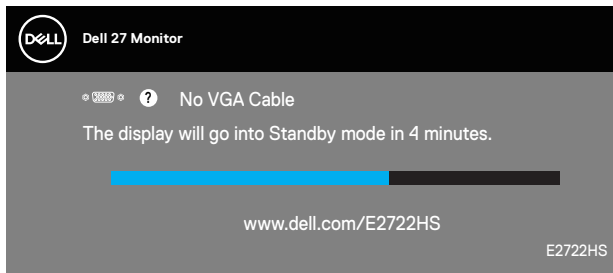 DELL
Dell 27 Monitor
? No VGA Cable
The display will go into Standby mode in 4 minutes.
www.dell.com/E2722HS
E2722HS